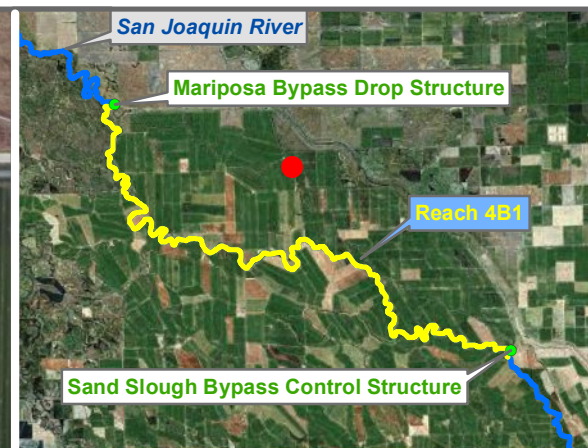 San Joaquin River
Mariposa Bypass Drop Structure
Reach 4B1
Sand Slough Bypass Control Structure